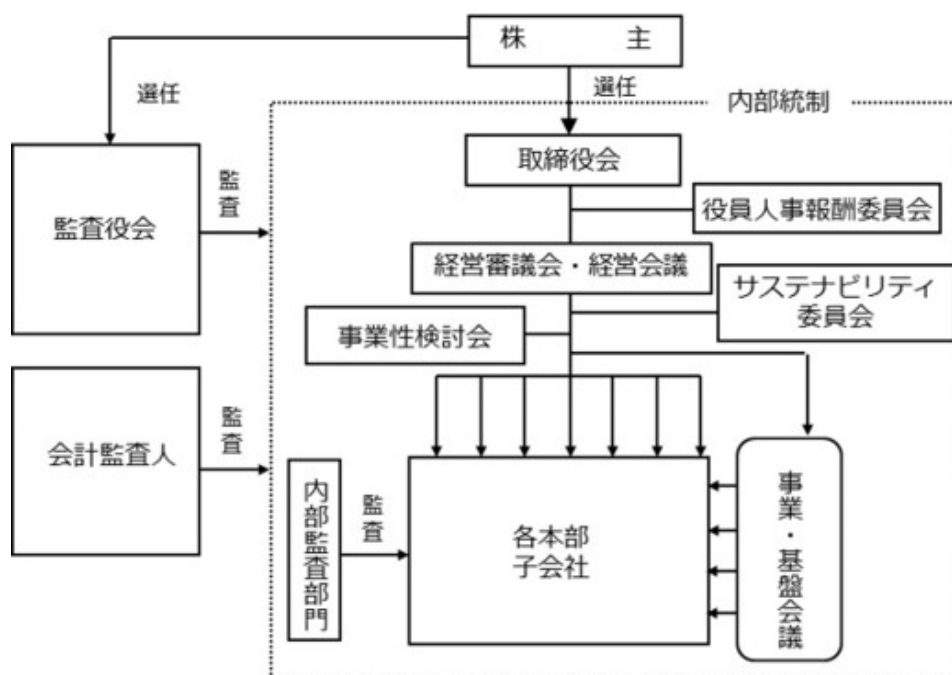 株　主
選任
選任
内部統制
取締役会
監査役会
監査
役員人事報酬委員会
経営審議会・経営会議
サステナビリティ
委員会
事業性検討会
会計監査人
監査
内部監査部門
監査
各本部
子会社
事業・基盤会議